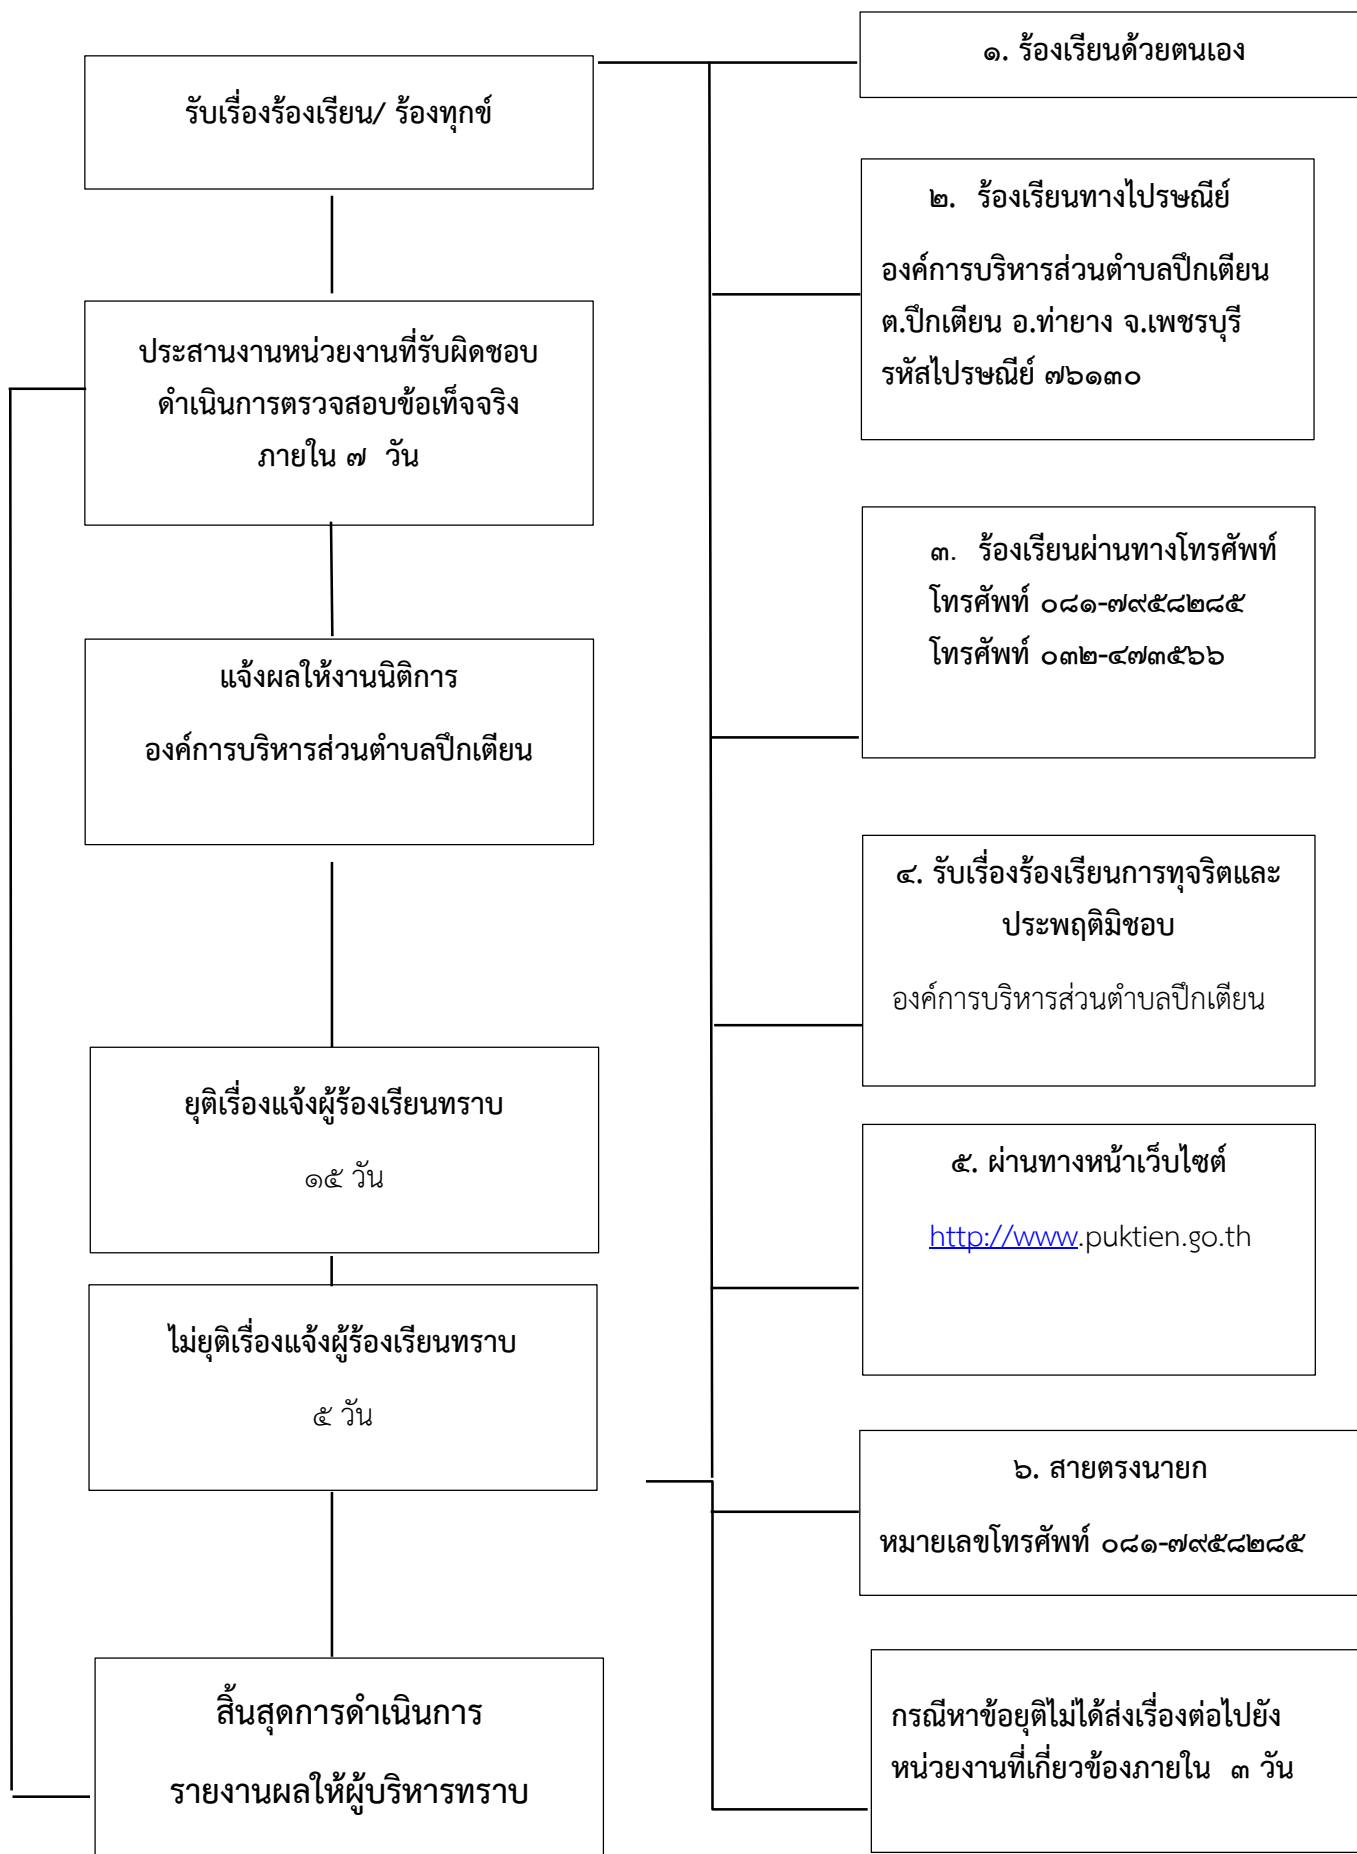 รับเรื่องร้องเรียน/ ร้องทุกข์
ประสานงานหน่วยงานที่รับผิดชอบ
ดำเนินการตรวจสอบข้อเท็จจริง
ภายใน ๗ วัน
แจ้งผลให้งานนิติการ
องค์การบริหารส่วนตำบลปึกเตียน
ยุติเรื่องแจ้งผู้ร้องเรียนทราบ
๑๕ วัน
ไม่ยุติเรื่องแจ้งผู้ร้องเรียนทราบ
๕ วัน
สิ้นสุดการดำเนินการ
รายงานผลให้ผู้บริหารทราบ
๑. ร้องเรียนด้วยตนเอง
๒. ร้องเรียนทางไปรษณีย์
องค์การบริหารส่วนตำบลปึกเตียน
ต.ปึกเตียน อ.ท่ายาง จ.เพชรบุรี
รหัสไปรษณีย์ ๗๖๑๓๐
๓. ร้องเรียนผ่านทางโทรศัพท์
โทรศัพท์ ๐๘๑-๗๙๕๘๒๘๕
โทรศัพท์ ๐๓๒-๔๗๓๕๖๖
๔. รับเรื่องร้องเรียนการทุจริตและ
ประพฤติมิชอบ
องค์การบริหารส่วนตำบลปึกเตียน
๕. ผ่านทางหน้าเว็บไซต์
http://www.puktien.go.th
๖. สายตรงนายก
หมายเลขโทรศัพท์ ๐๘๑-๗๙๕๘๒๘๕
กรณีหาข้อยุติไม่ได้ส่งเรื่องต่อไปยัง
หน่วยงานที่เกี่ยวข้องภายใน ๓ วัน